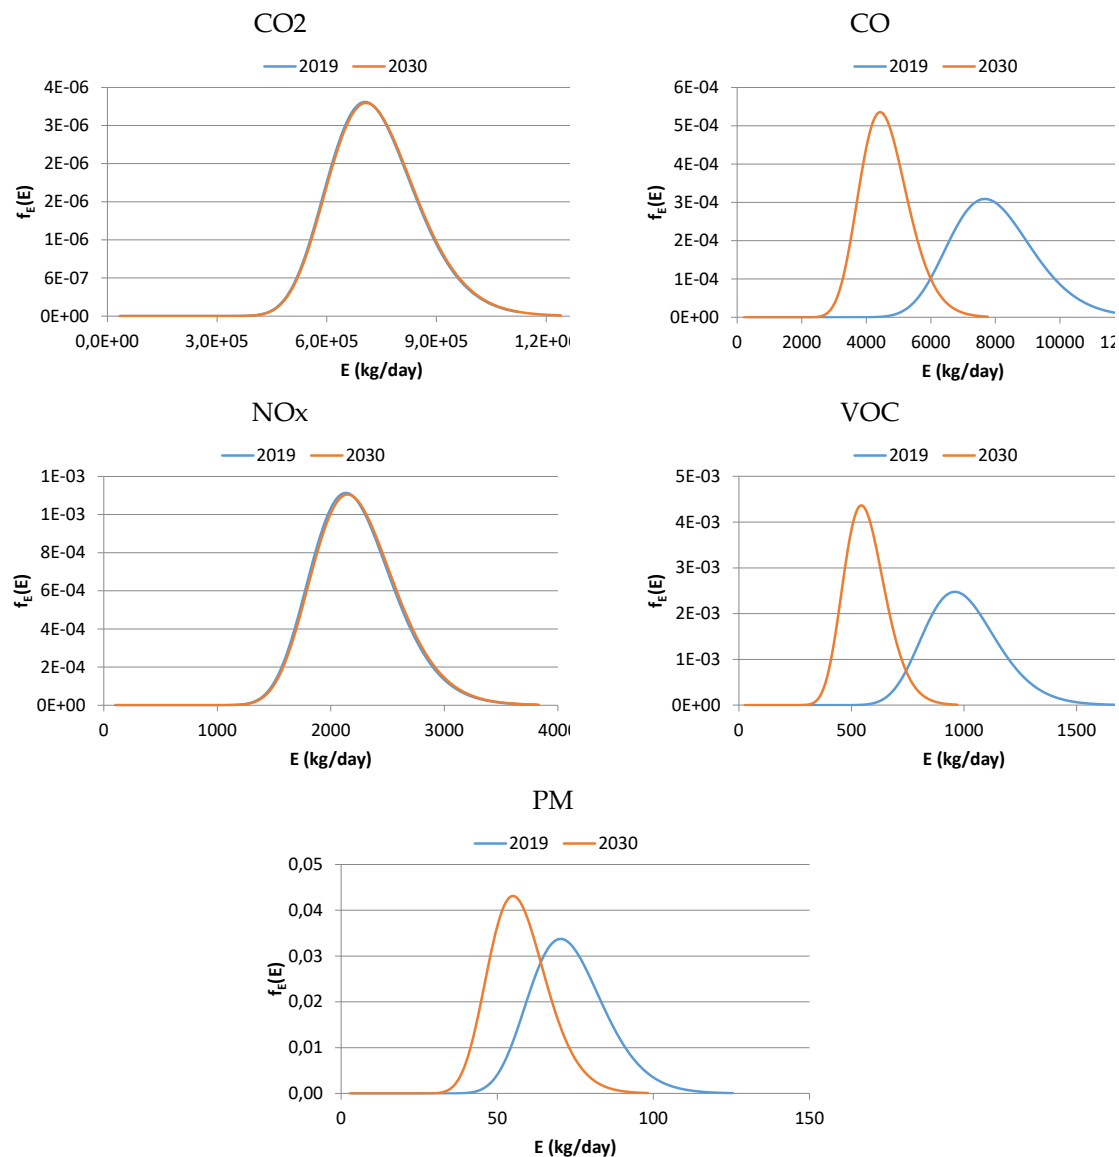 CO2
2019 2030
4E-06
3E-06
2E-06
2E-06
1E-06
6E-07
0E+00
f_E(E)
0,0E+00 3,0E+05 6,0E+05 9,0E+05 1,2E+0
E (kg/day)
CO
2019 2030
6E-04
5E-04
4E-04
3E-04
2E-04
1E-04
0E+00
f_E(E)
0 2000 4000 6000 8000 10000 12
E (kg/day)
NOx
2019 2030
1E-03
1E-03
8E-04
6E-04
4E-04
2E-04
0E+00
f_E(E)
0 1000 2000 3000 400
E (kg/day)
VOC
2019 2030
5E-03
4E-03
3E-03
2E-03
1E-03
0E+00
f_E(E)
0 500 1000 1500
E (kg/day)
PM
2019 2030
0,05
0,04
0,03
0,02
0,01
0,00
f_E(E)
0 50 100 150
E (kg/day)